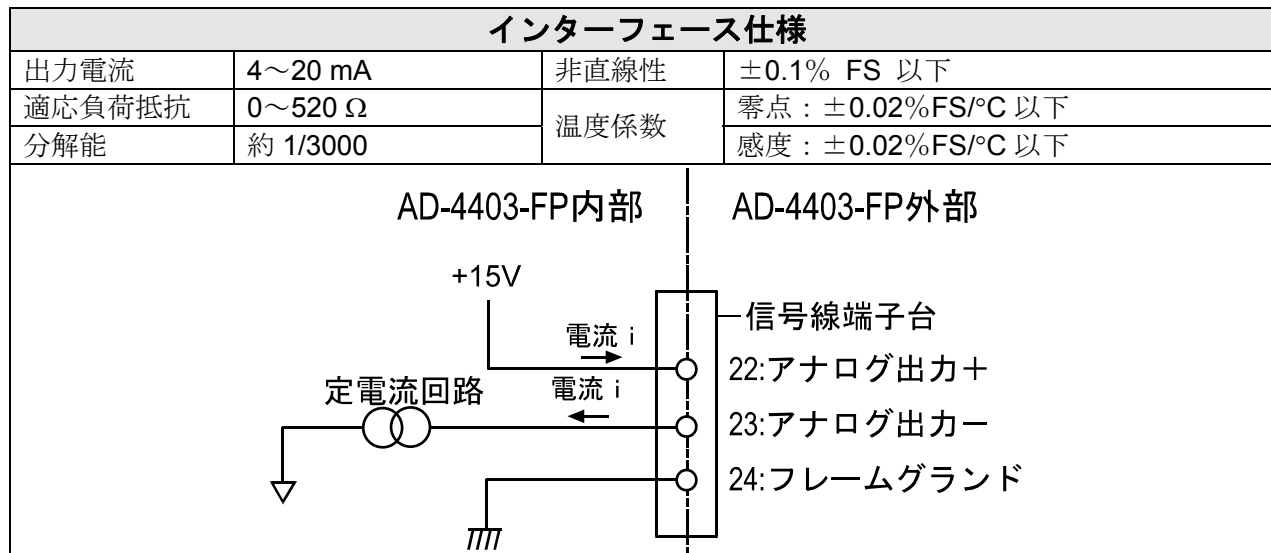 インターフェース仕様
出力電流 4～20 mA 非直線性 ±0.1% FS 以下
適応負荷抵抗 0～520 Ω 温度係数 零点：±0.02%FS/°C 以下
分解能 約 1/3000 感度：±0.02%FS/°C 以下
AD-4403-FP内部 AD-4403-FP外部
+15V
信号線端子台
電流 i
22:アナログ出力＋
定電流回路 電流 i
23:アナログ出力－
24:フレームグランド